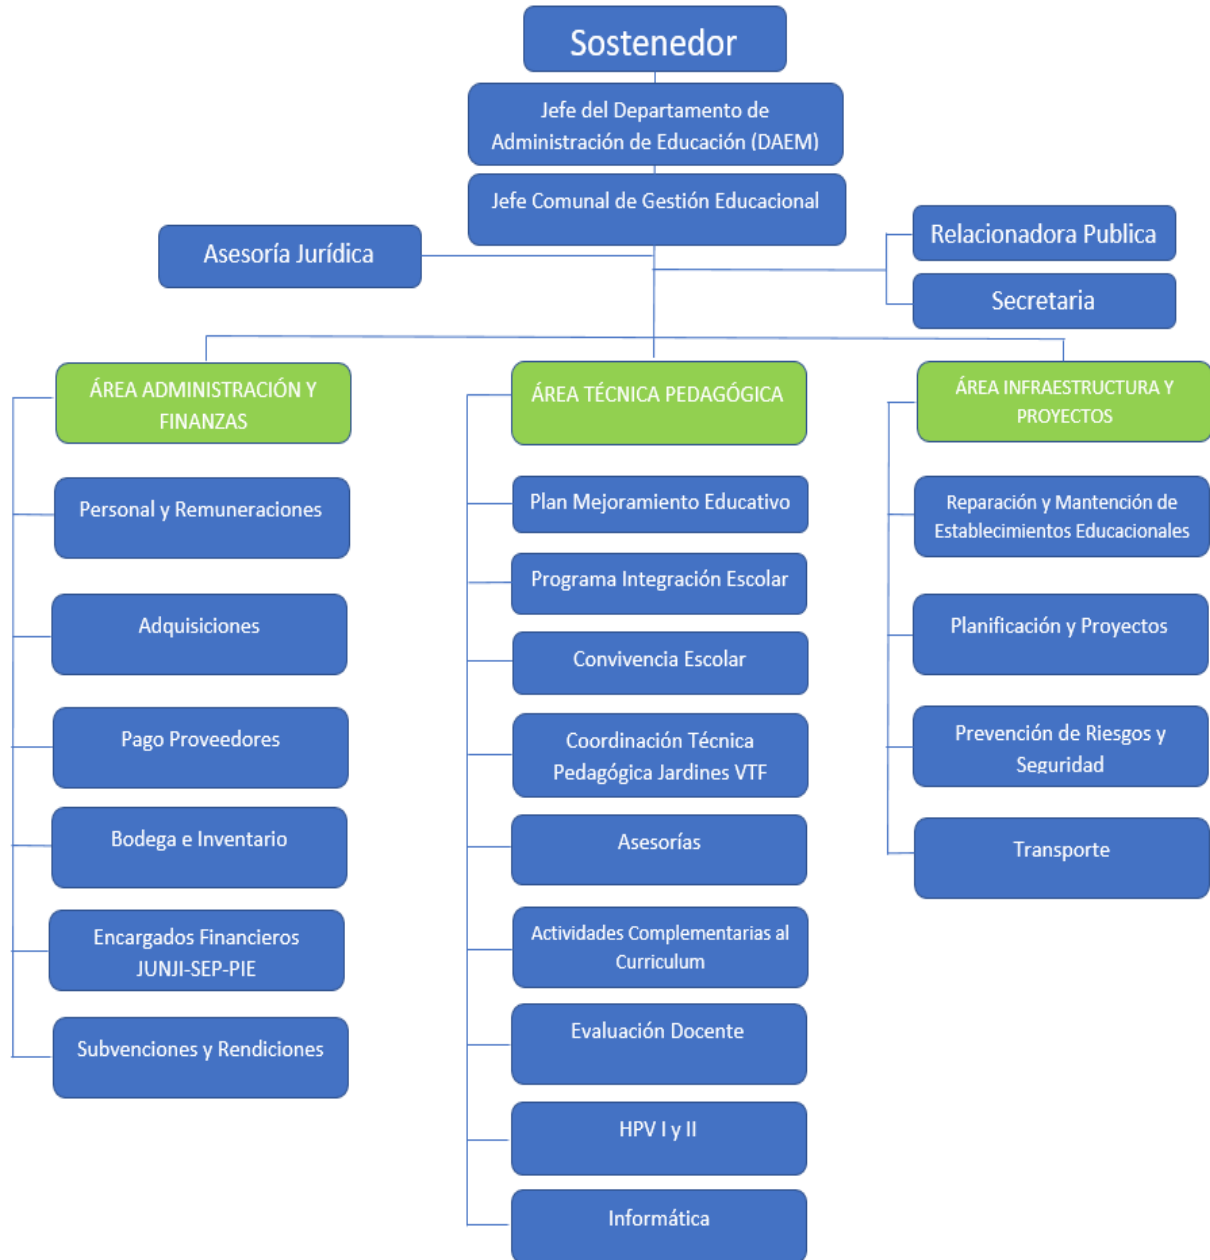 Sostenedor
Jefe del Departamento de
Administración de Educación (DAEM)
Jefe Comunal de Gestión Educacional
Asesoría Jurídica
Relacionadora Publica
Secretaria
ÁREA ADMINISTRACIÓN Y
FINANZAS
Personal y Remuneraciones
Adquisiciones
Pago Proveedores
Bodega e Inventario
Encargados Financieros
JUNJI-SEP-PIE
Subvenciones y Rendiciones
ÁREA TÉCNICA PEDAGÓGICA
Plan Mejoramiento Educativo
Programa Integración Escolar
Convivencia Escolar
Coordinación Técnica
Pedagógica Jardines VTF
Asesorías
Actividades Complementarias al
Curriculum
Evaluación Docente
HPV I y II
Informática
ÁREA INFRAESTRUCTURA Y
PROYECTOS
Reparación y Mantención de
Establecimientos Educacionales
Planificación y Proyectos
Prevención de Riesgos y
Seguridad
Transporte